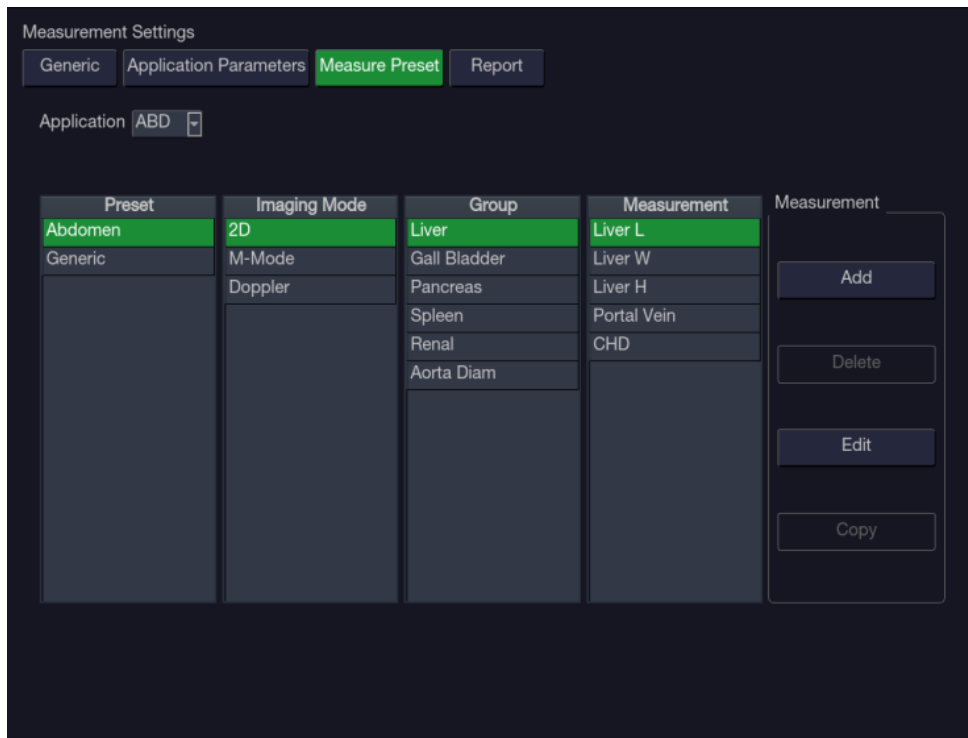 Measurement Settings
Generic Application Parameters Measure Preset Report
Application ABD
Preset Imaging Mode Group Measurement Measurement
Abdomen 2D Liver Liver L
Generic M-Mode Gall Bladder Liver W Add
Doppler Pancreas Liver H
Spleen Portal Vein
Renal CHD Delete
Aorta Diam
Edit
Copy